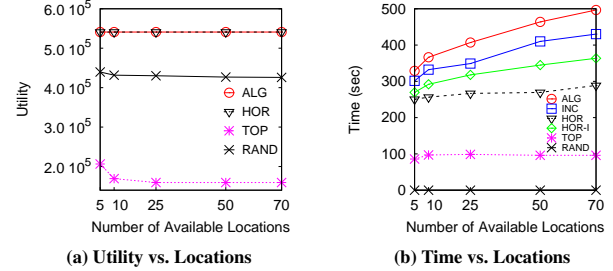 6.0 10^5
5.0 10^5
4.0 10^5
3.0 10^5
2.0 10^5
Utility
ALG
HOR
TOP
RAND
5 10 25 50 70
Number of Available Locations
(a) Utility vs. Locations
500
400
300
200
100
0
Time (sec)
ALG
INC
HOR
HOR-I
TOP
RAND
5 10 25 50 70
Number of Available Locations
(b) Time vs. Locations